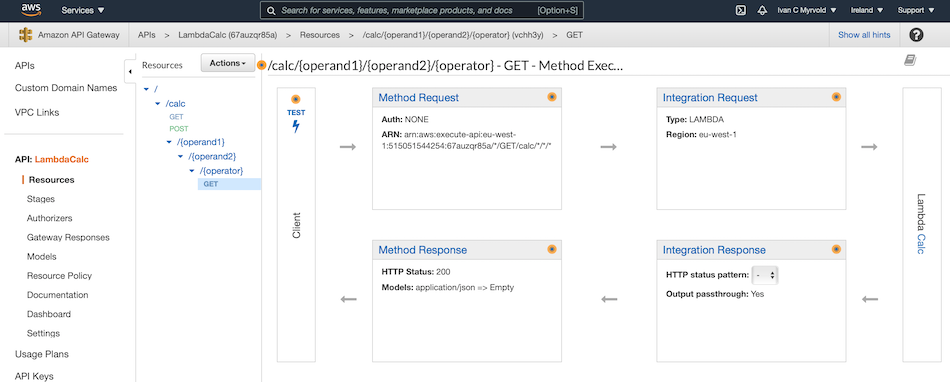 aws
Services
Search for services, features, marketplace products, and docs
[Option+S]
Ivan C Myrvold
Ireland
Support
Amazon API Gateway
APIs > LambdaCalc (67auzqr85a) > Resources > /calc/{operand1}/{operand2}/{operator} (vchh3y) > GET
Show all hints
?
APIs
Custom Domain Names
VPC Links
API: LambdaCalc
Resources
Stages
Authorizers
Gateway Responses
Models
Resource Policy
Documentation
Dashboard
Settings
Usage Plans
API Keys
Resources
Actions
/
/calc
GET
POST
/{operand1}
/{operand2}
/{operator}
GET
/calc/{operand1}/{operand2}/{operator} - GET - Method Exec...
TEST
Client
Method Request
Auth: NONE
ARN: arn:aws:execute-api:eu-west-
1:515051544254:67auzqr85a/*/GET/calc/*/*/*
Integration Request
Type: LAMBDA
Region: eu-west-1
Method Response
HTTP Status: 200
Models: application/json => Empty
Integration Response
HTTP status pattern: -
Output passthrough: Yes
Lambda Calc